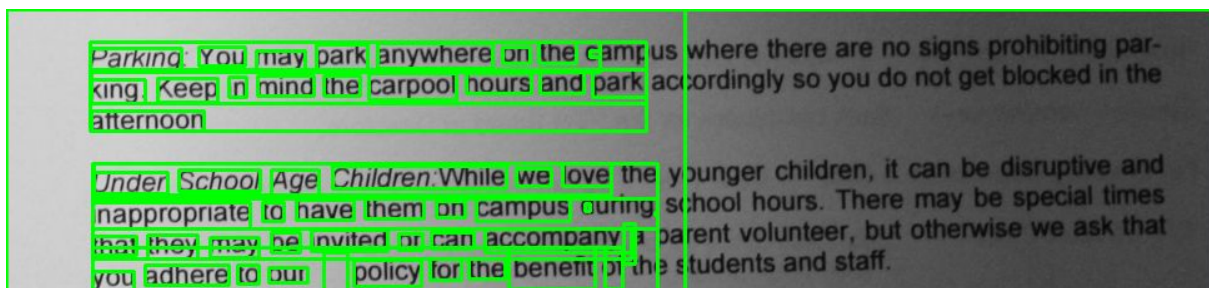 Parking: You may park anywhere on the campus where there are no signs prohibiting par-
king. Keep in mind the carpool hours and park accordingly so you do not get blocked in the
afternoon
Under School Age Children:While we love the younger children, it can be disruptive and
inappropriate to have them on campus during school hours. There may be special times
that they may be invited or can accompany a parent volunteer, but otherwise we ask that
you adhere to our policy for the benefit of the students and staff.